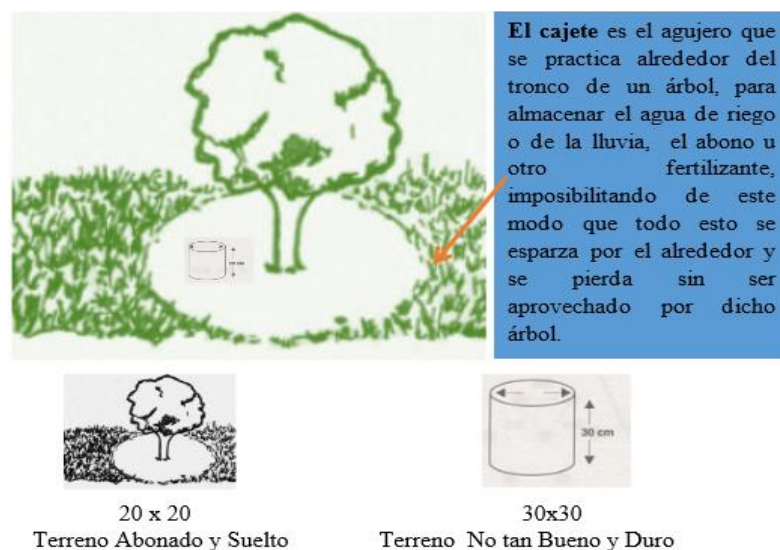 El cajete es el agujero que
se practica alrededor del
tronco de un árbol, para
almacenar el agua de riego
o de la lluvia, el abono u
otro fertilizante,
imposibilitando de este
modo que todo esto se
esparza por el alrededor y
se pierda sin ser
aprovechado por dicho
árbol.
30 cm
20 x 20
Terreno Abonado y Suelto
30x30
Terreno No tan Bueno y Duro